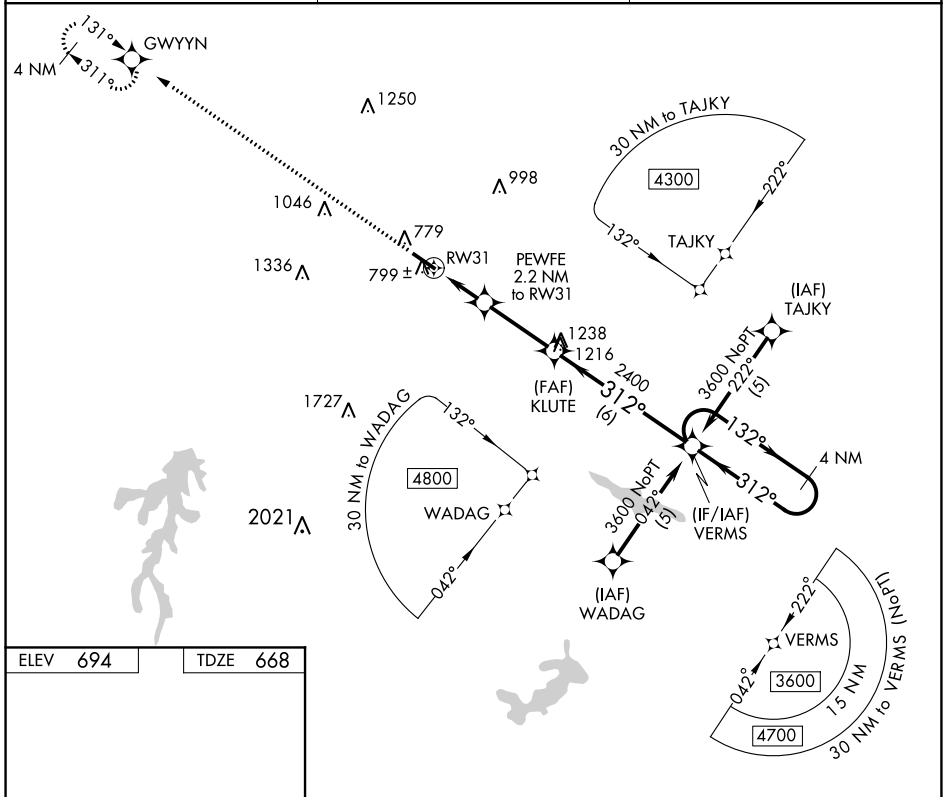 131°
GWYYN
4 NM
311°
1250
30 NM to TAJKY
998
4300
222°
1046
132°
TAJKY
779
RW31
PEWFE
2.2 NM
to RW31
799 ±
1336
(IAF)
TAJKY
1238
1216
3600 NoPT
222°
(5)
(FAF)
KLUTE
2400
312°
(6)
1727
30 NM to WADAG
132°
132°
4 NM
4800
312°
WADAG
3600 NoPT
042°
(5)
(IF/IAF)
VERMS
2021
042°
(IAF)
WADAG
222°
VERMS
042°
3600
15 NM
4700
30 NM to VERMS (NoPT)
ELEV 694
TDZE 668